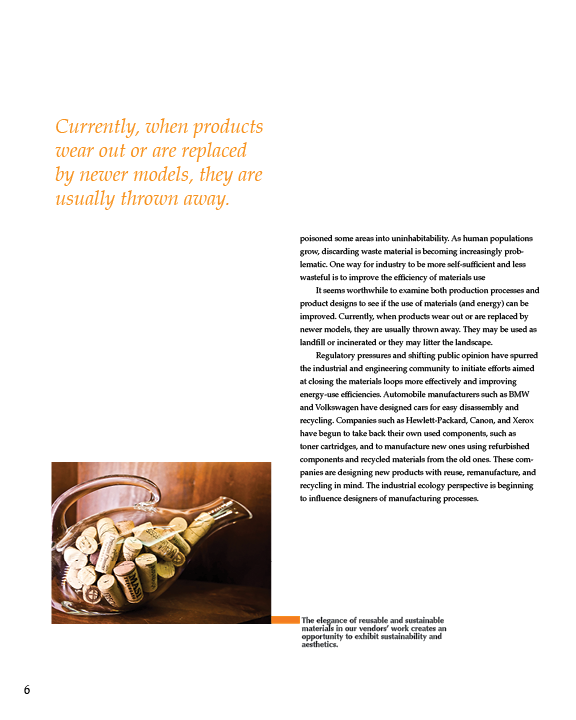 Currently, when products
wear out or are replaced
by newer models, they are
usually thrown away.
poisoned some areas into uninhabitability. As human populations
grow, discarding waste material is becoming increasingly prob-
lematic. One way for industry to be more self-sufficient and less
wasteful is to improve the efficiency of materials use
It seems worthwhile to examine both production processes and
product designs to see if the use of materials (and energy) can be
improved. Currently, when products wear out or are replaced by
newer models, they are usually thrown away. They may be used as
landfill or incinerated or they may litter the landscape.
Regulatory pressures and shifting public opinion have spurred
the industrial and engineering community to initiate efforts aimed
at closing the materials loops more effectively and improving
energy-use efficiencies. Automobile manufacturers such as BMW
and Volkswagen have designed cars for easy disassembly and
recycling. Companies such as Hewlett-Packard, Canon, and Xerox
have begun to take back their own used components, such as
toner cartridges, and to manufacture new ones using refurbished
components and recycled materials from the old ones. These com-
panies are designing new products with reuse, remanufacture, and
recycling in mind. The industrial ecology perspective is beginning
to influence designers of manufacturing processes.
The elegance of reusable and sustainable
materials in our vendors' work creates an
opportunity to exhibit sustainability and
aesthetics.
6